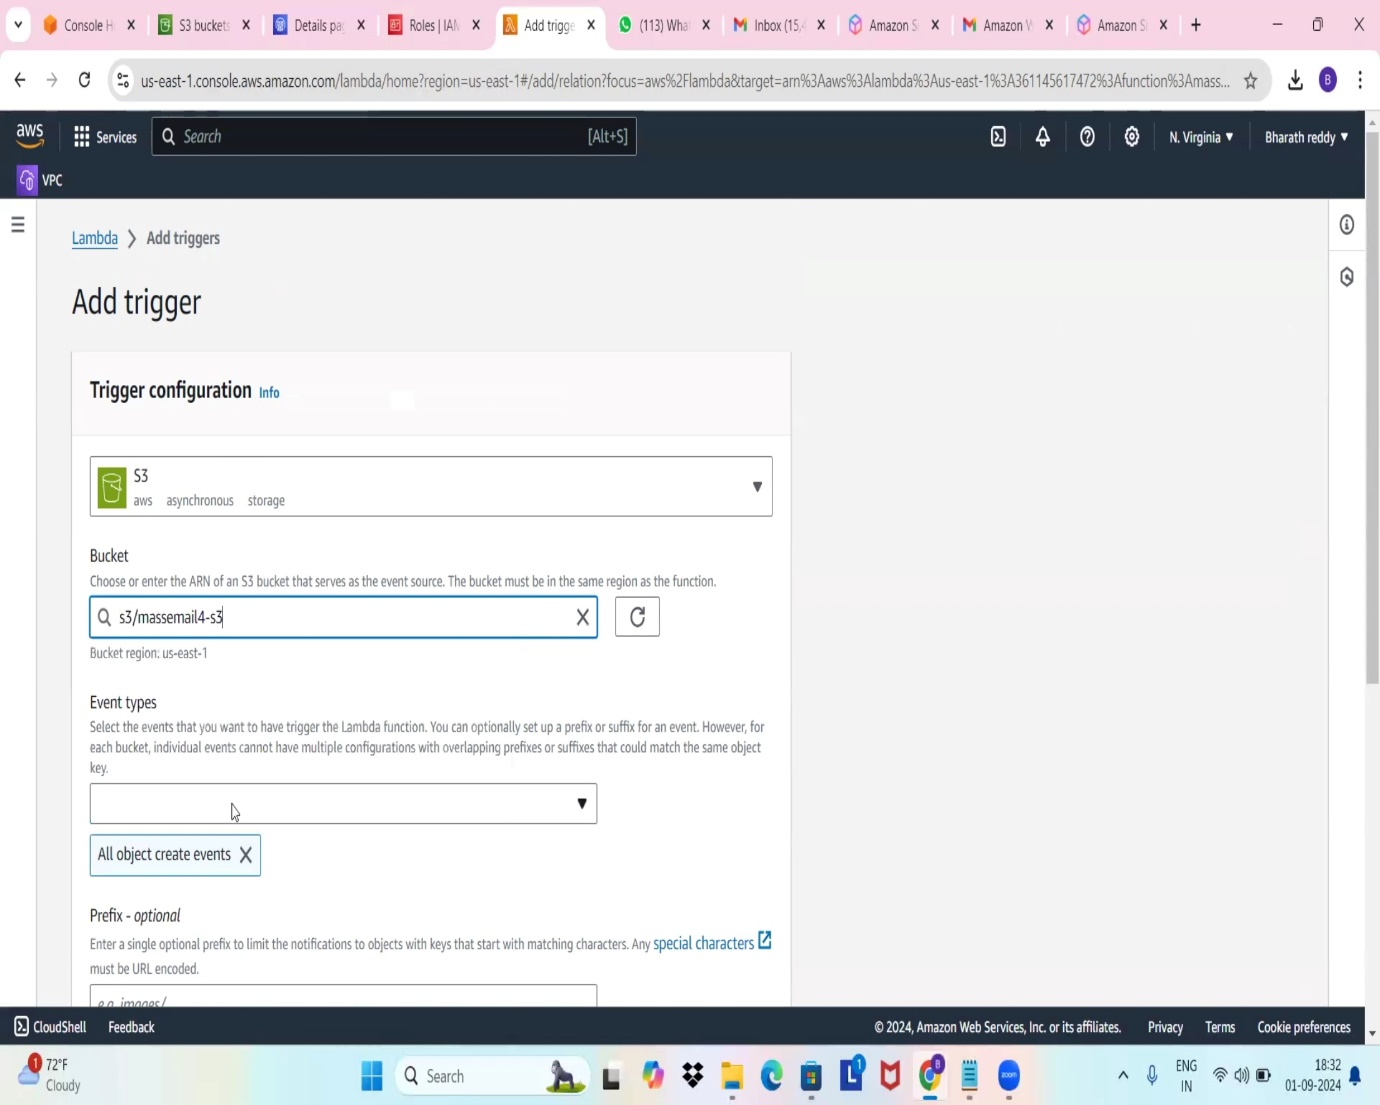 Console H
S3 buckets
Details pa
Roles | IAM
Add trigge
(113) What
Inbox (15,
Amazon S
Amazon W
Amazon S
us-east-1.console.aws.amazon.com/lambda/home?region=us-east-1#/add/relation?focus=aws%2Flambda&target=arn%3Aaws%3Alambda%3Aus-east-1%3A361145617472%3Afunction%3Amass...
B
aws
Services
Search
[Alt+S]
N. Virginia
Bharath reddy
VPC
Lambda
Add triggers
Add trigger
Trigger configuration Info
S3
aws asynchronous storage
Bucket
Choose or enter the ARN of an S3 bucket that serves as the event source. The bucket must be in the same region as the function.
s3/massemail4-s3
Bucket region: us-east-1
Event types
Select the events that you want to have trigger the Lambda function. You can optionally set up a prefix or suffix for an event. However, for
each bucket, individual events cannot have multiple configurations with overlapping prefixes or suffixes that could match the same object
key.
All object create events
Prefix - optional
Enter a single optional prefix to limit the notifications to objects with keys that start with matching characters. Any special characters
must be URL encoded.
e.g. images/
CloudShell
Feedback
© 2024, Amazon Web Services, Inc. or its affiliates.
Privacy
Terms
Cookie preferences
1
72°F
Cloudy
Search
L
1
B
zoom
ENG
IN
18:32
01-09-2024